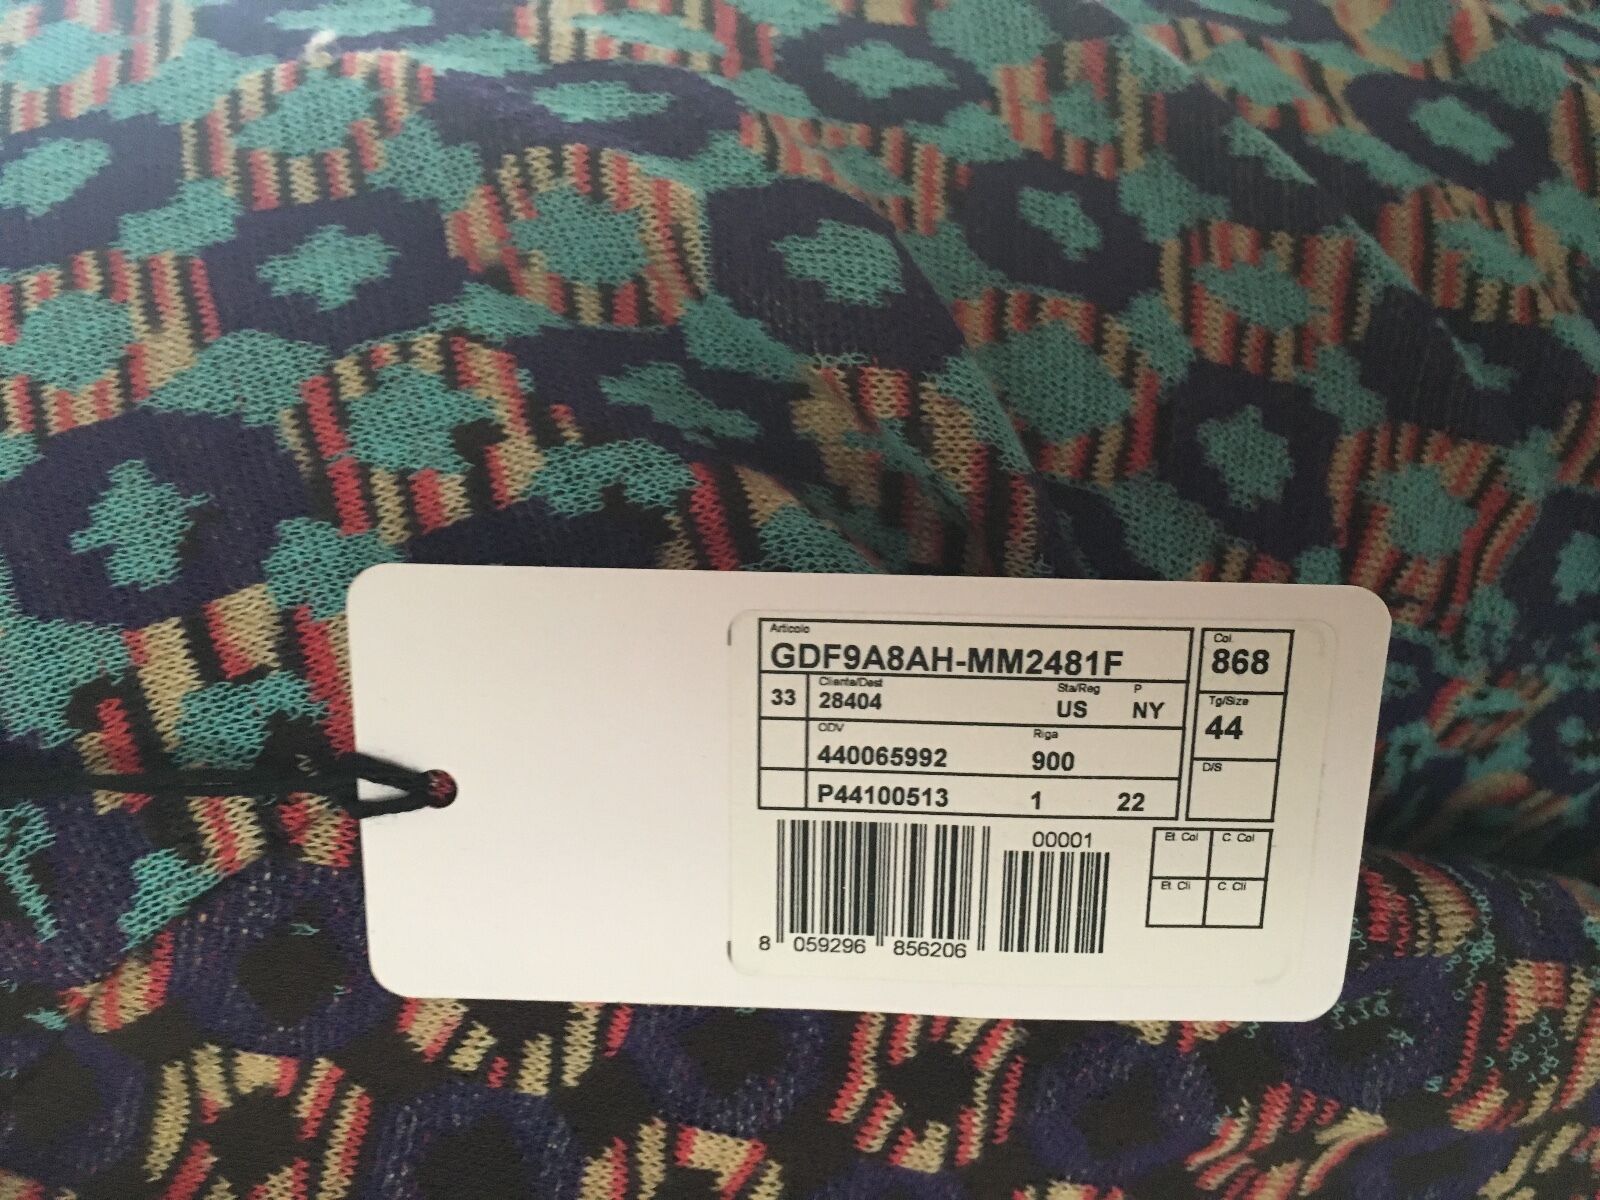 Articolo
GDF9A8AH-MM2481F
Col.
868
33
Cliente/Dest
28404
Sta/Reg
US
P
NY
Tg/Size
44
ODV
440065992
Riga
900
D/S
P44100513 1 22
00001
8 059296 856206
Et. Col C. Col
Et. Cli C. Cli